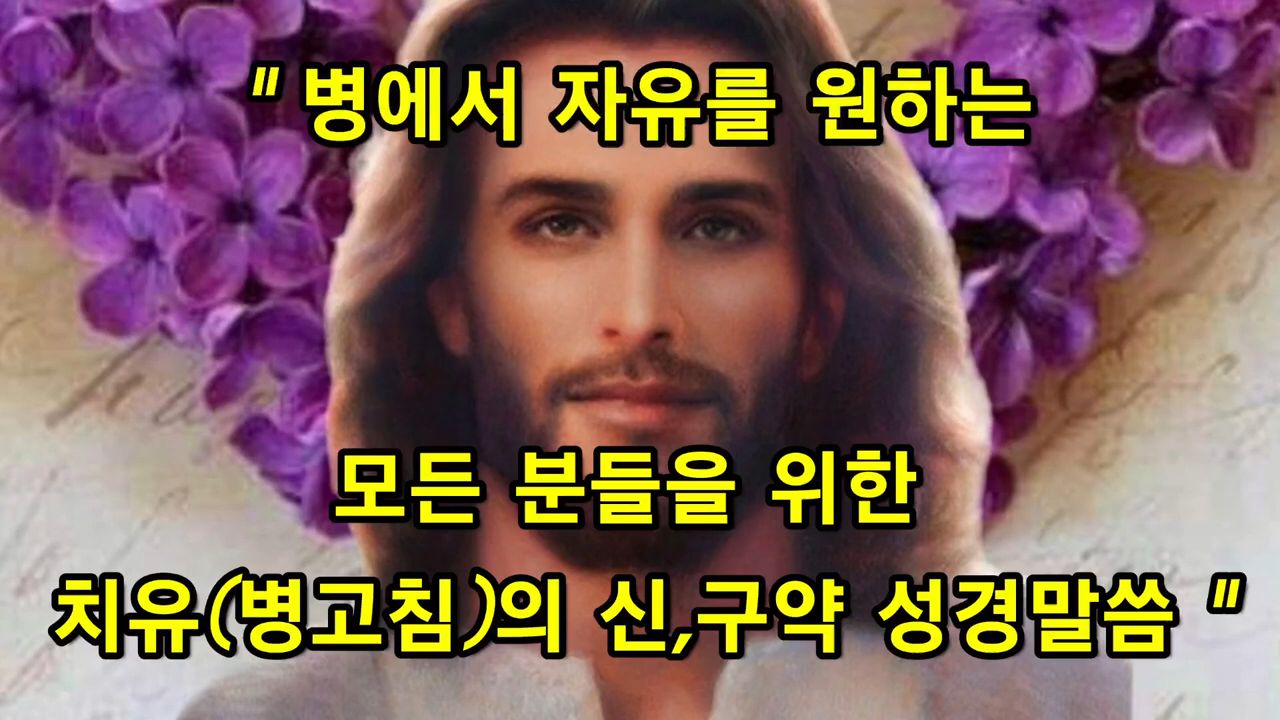 " 병에서 자유를 원하는
모든 분들을 위한
치유(병고침)의 신,구약 성경말씀 "